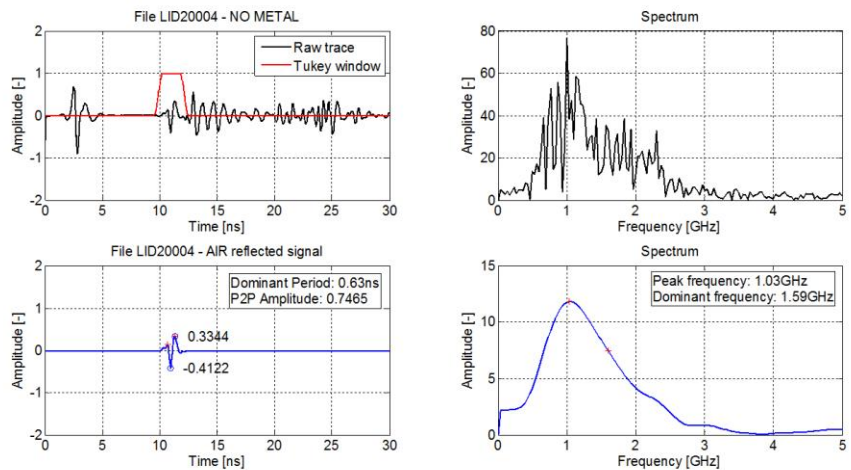 File LID20004 - NO METAL
2
1
0
-1
-2
Amplitude [-]
Raw trace
Tukey window
0 5 10 15 20 25 30
Time [ns]
Spectrum
80
60
40
20
0
Amplitude [-]
0 1 2 3 4 5
Frequency [GHz]
File LID20004 - AIR reflected signal
2
1
0
-1
-2
Amplitude [-]
Dominant Period: 0.63ns
P2P Amplitude: 0.7465
0.3344
-0.4122
0 5 10 15 20 25 30
Time [ns]
Spectrum
15
10
5
0
Amplitude [-]
Peak frequency: 1.03GHz
Dominant frequency: 1.59GHz
0 1 2 3 4 5
Frequency [GHz]